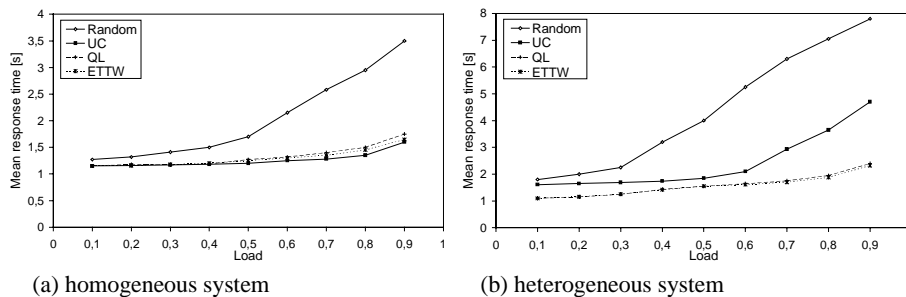 4
3,5
3
2,5
2
1,5
1
0,5
0
Mean response time [s]
Random
UC
QL
ETTW
0 0,1 0,2 0,3 0,4 0,5 0,6 0,7 0,8 0,9 1
Load
(a) homogeneous system
8
7
6
5
4
3
2
1
0
Mean response time [s]
Random
UC
QL
ETTW
0 0,1 0,2 0,3 0,4 0,5 0,6 0,7 0,8 0,9
Load
(b) heterogeneous system